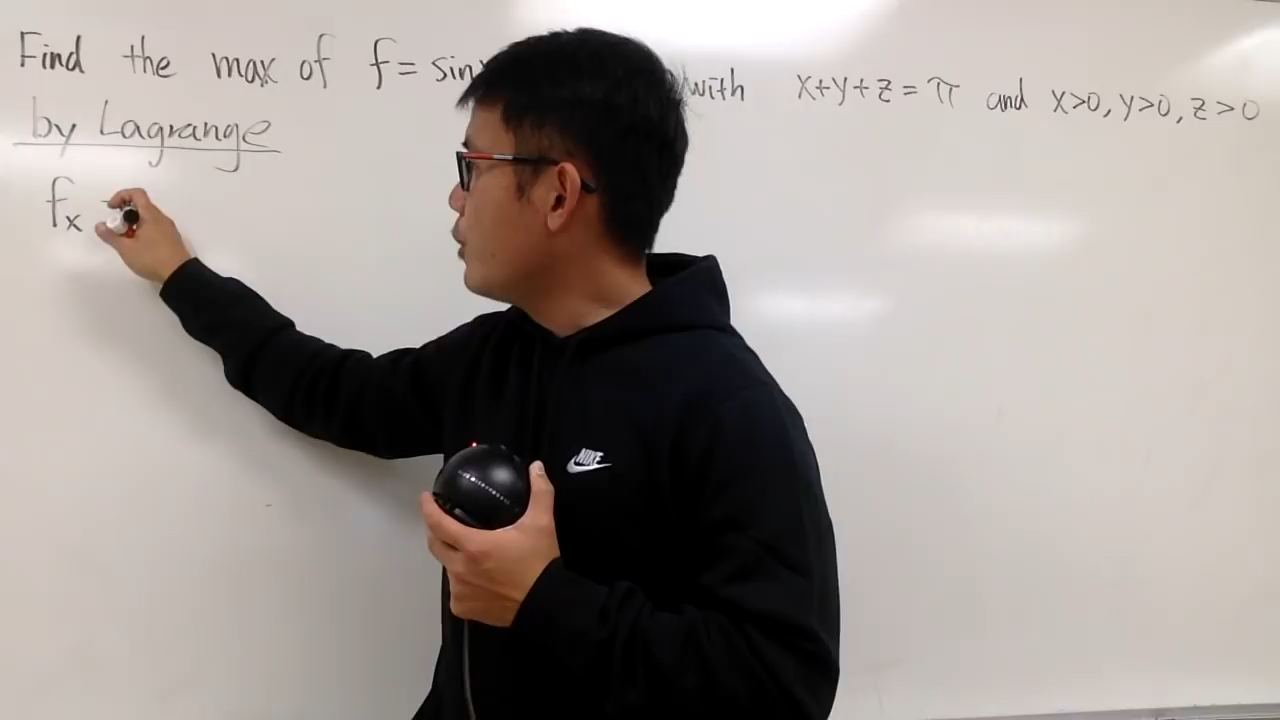 Find the max of f = sin with x+y+z = π and x>0, y>0, z>0
by Lagrange
fx
NIKE